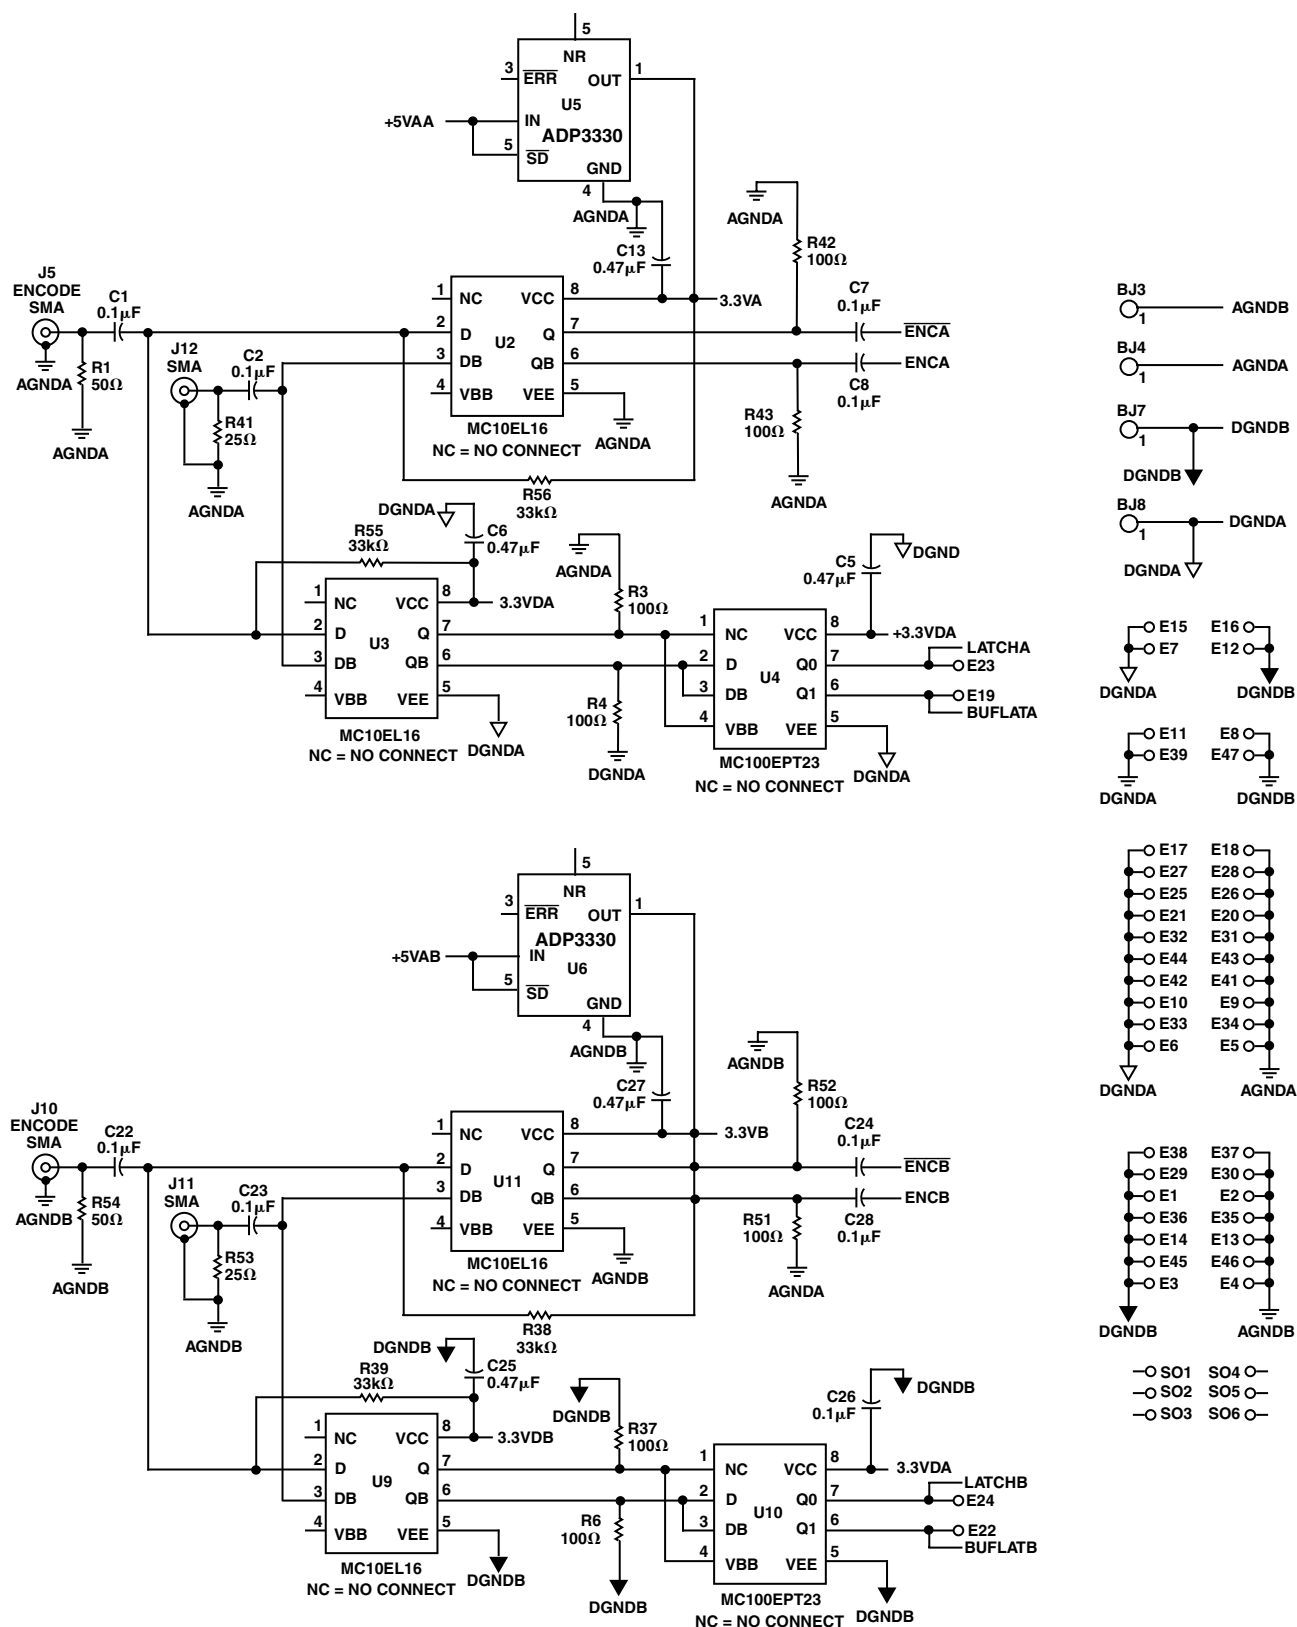 5
NR
3
ERR
OUT
1
U5
+5VAA
IN
ADP3330
5
SD
GND
4
AGNDA
AGNDA
C13
0.47µF
R42
100Ω
J5
ENCODE
SMA
C1
0.1µF
1
NC
VCC
8
3.3VA
C7
0.1µF
2
D
Q
7
ENCA
U2
J12
SMA
C2
0.1µF
3
DB
QB
6
ENCA
AGNDA
R1
50Ω
4
VBB
VEE
5
C8
0.1µF
R41
25Ω
R43
100Ω
MC10EL16
NC = NO CONNECT
AGNDA
AGNDA
AGNDA
R56
33kΩ
AGNDA
DGNDA
R55
33kΩ
C6
0.47µF
AGNDA
C5
0.47µF
DGND
R3
100Ω
1
NC
VCC
8
3.3VDA
2
D
Q
7
1
NC
VCC
8
+3.3VDA
U3
LATCHA
3
DB
QB
6
2
D
Q0
7
E23
U4
4
VBB
VEE
5
R4
100Ω
3
DB
Q1
6
E19
BUFLATA
4
VBB
VEE
5
MC10EL16
NC = NO CONNECT
DGNDA
DGNDA
MC100EPT23
NC = NO CONNECT
DGNDA
BJ3
1
AGNDB
BJ4
1
AGNDA
BJ7
1
DGNDB
DGNDB
BJ8
1
DGNDA
DGNDA
E15 E16
E7 E12
DGNDA DGNDB
E11 E8
E39 E47
DGNDA DGNDB
E17 E18
E27 E28
E25 E26
E21 E20
E32 E31
E44 E43
E42 E41
E10 E9
E33 E34
E6 E5
DGNDA AGNDA
E38 E37
E29 E30
E1 E2
E36 E35
E14 E13
E45 E46
E3 E4
DGNDB AGNDB
SO1 SO4
SO2 SO5
SO3 SO6
5
NR
3
ERR
OUT
1
ADP3330
+5VAB
IN
U6
5
SD
GND
4
AGNDB
AGNDB
C27
0.47µF
R52
100Ω
J10
ENCODE
SMA
C22
0.1µF
1
NC
VCC
8
3.3VB
C24
0.1µF
2
D
Q
7
ENCB
U11
J11
SMA
C23
0.1µF
3
DB
QB
6
ENCB
AGNDB
R54
50Ω
4
VBB
VEE
5
R51
100Ω
C28
0.1µF
R53
25Ω
MC10EL16
NC = NO CONNECT
AGNDB
AGNDB
AGNDA
R38
33kΩ
AGNDB
DGNDB
R39
33kΩ
C25
0.47µF
DGNDB
C26
0.1µF
DGNDB
R37
100Ω
1
NC
VCC
8
3.3VDB
2
D
Q
7
1
NC
VCC
8
3.3VDA
U9
LATCHB
3
DB
QB
6
2
D
Q0
7
E24
U10
4
VBB
VEE
5
R6
100Ω
3
DB
Q1
6
E22
BUFLATB
4
VBB
VEE
5
MC10EL16
NC = NO CONNECT
DGNDB
DGNDB
MC100EPT23
NC = NO CONNECT
DGNDB